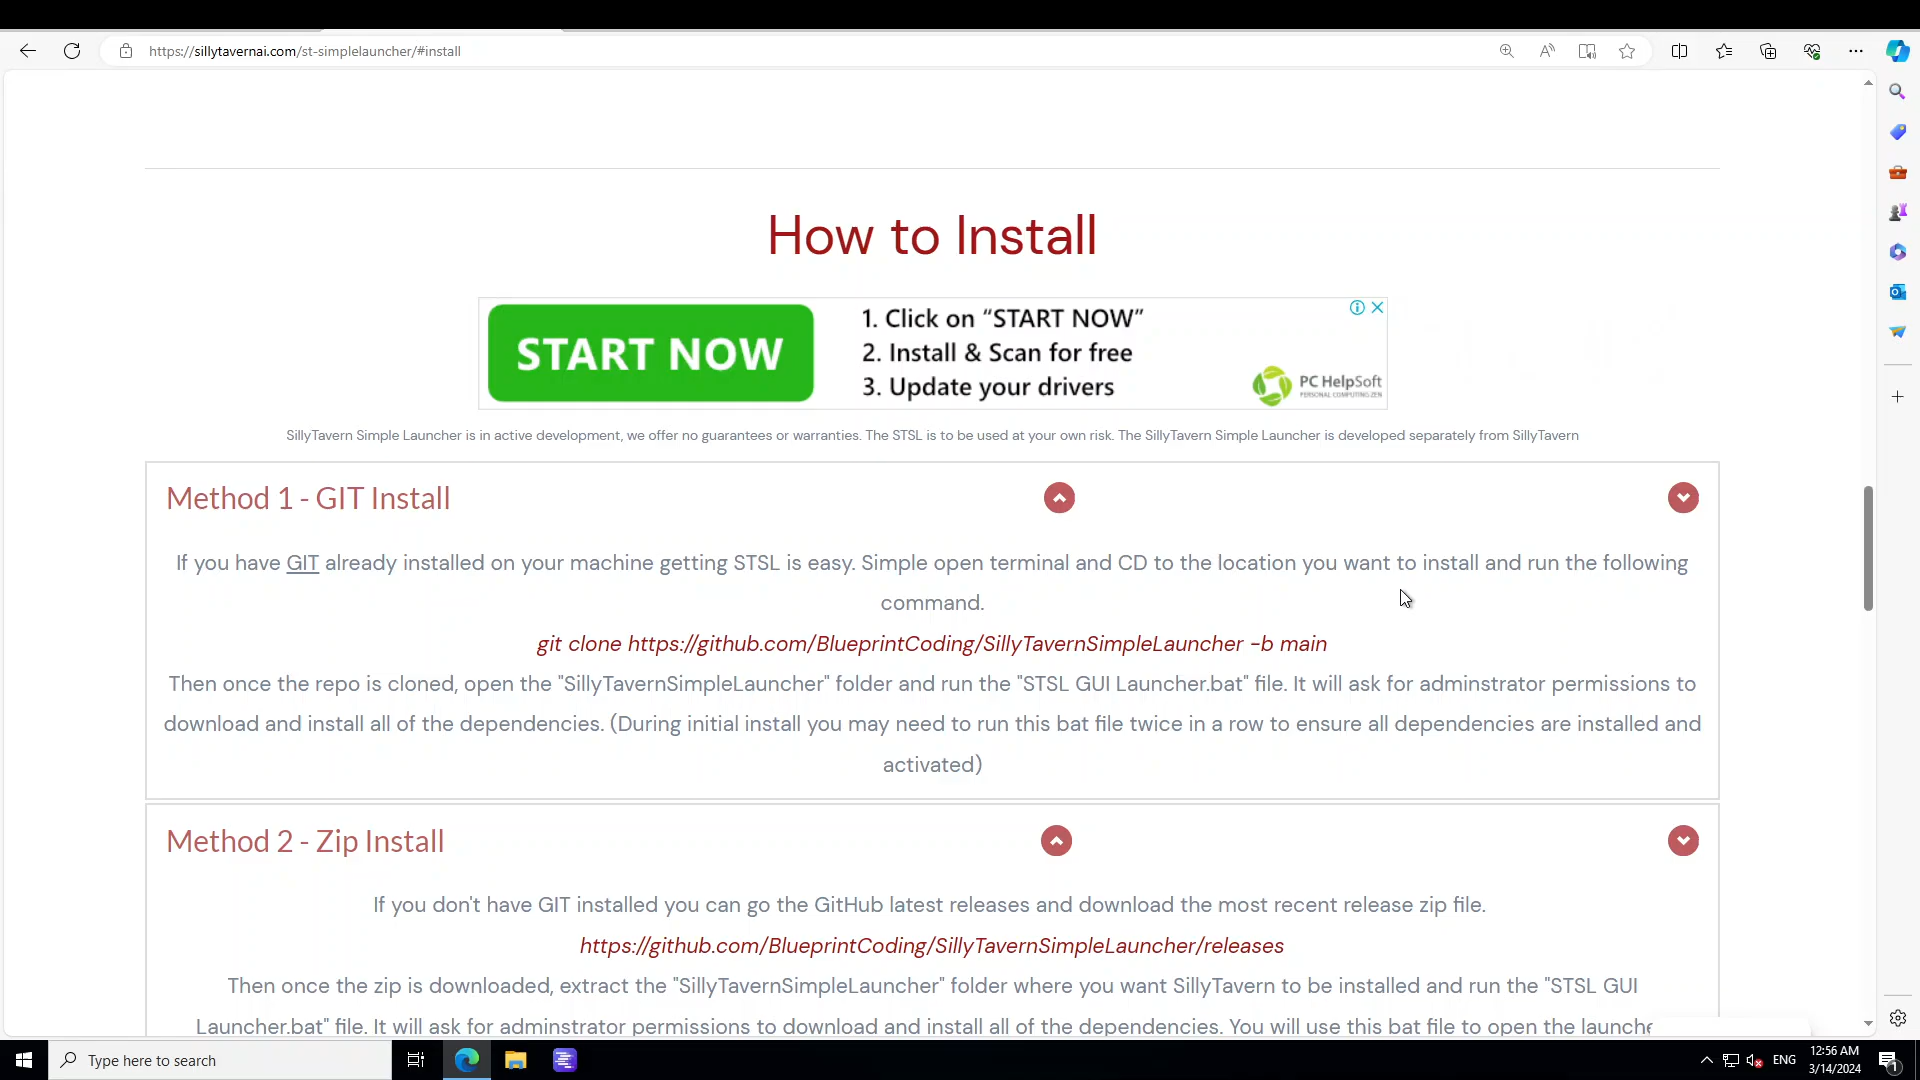 https://sillytavernai.com/st-simplelauncher/#install
How to Install
START NOW
1. Click on “START NOW”
2. Install & Scan for free
3. Update your drivers
PC HelpSoft
PERSONAL COMPUTING ZEN
SillyTavern Simple Launcher is in active development, we offer no guarantees or warranties. The STSL is to be used at your own risk. The SillyTavern Simple Launcher is developed separately from SillyTavern
Method 1 - GIT Install
If you have GIT already installed on your machine getting STSL is easy. Simple open terminal and CD to the location you want to install and run the following
command.
git clone https://github.com/BlueprintCoding/SillyTavernSimpleLauncher -b main
Then once the repo is cloned, open the "SillyTavernSimpleLauncher" folder and run the "STSL GUI Launcher.bat" file. It will ask for adminstrator permissions to
download and install all of the dependencies. (During initial install you may need to run this bat file twice in a row to ensure all dependencies are installed and
activated)
Method 2 - Zip Install
If you don't have GIT installed you can go the GitHub latest releases and download the most recent release zip file.
https://github.com/BlueprintCoding/SillyTavernSimpleLauncher/releases
Then once the zip is downloaded, extract the "SillyTavernSimpleLauncher" folder where you want SillyTavern to be installed and run the "STSL GUI
Launcher.bat" file. It will ask for adminstrator permissions to download and install all of the dependencies. You will use this bat file to open the launche
Type here to search
ENG
12:56 AM
3/14/2024
1